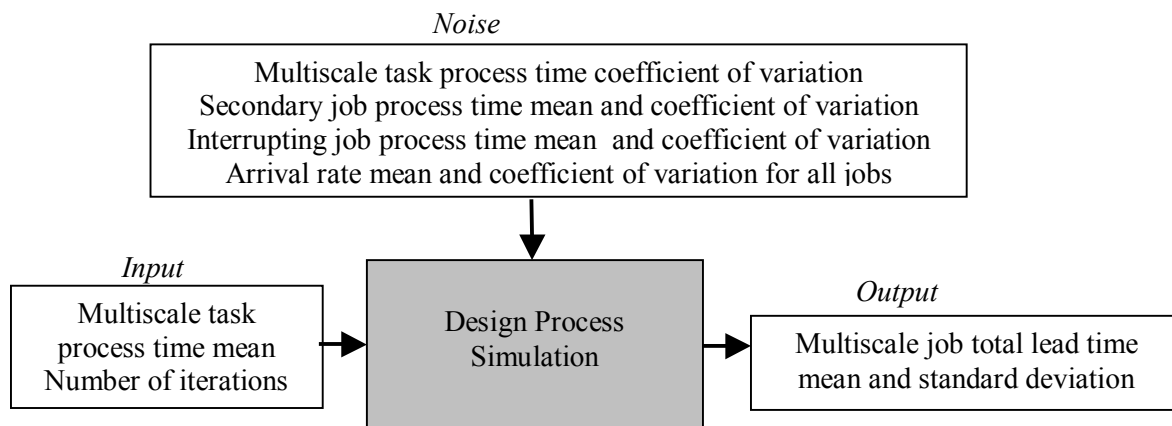 Noise
Multiscale task process time coefficient of variation
Secondary job process time mean and coefficient of variation
Interrupting job process time mean and coefficient of variation
Arrival rate mean and coefficient of variation for all jobs
Input
Multiscale task
process time mean
Number of iterations
Design Process
Simulation
Output
Multiscale job total lead time
mean and standard deviation